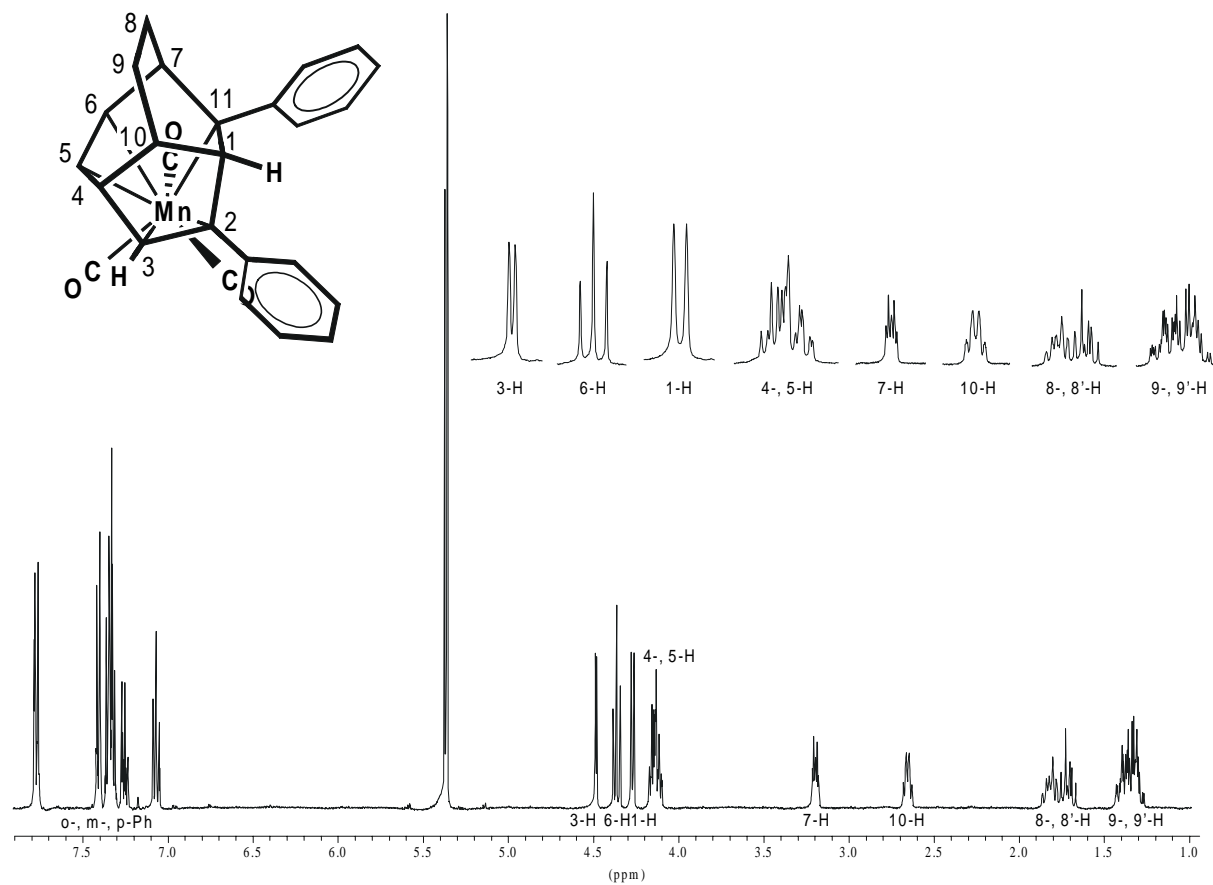 8
7
9
11
6
10
O
1
5
C
H
4
Mn
2
C
H
3
C
O
O
3-H 6-H 1-H 4-, 5-H 7-H 10-H 8-, 8'-H 9-, 9'-H
4-, 5-H
o-, m-, p-Ph 3-H 6-H 1-H 7-H 10-H 8-, 8'-H 9-, 9'-H
7.5 7.0 6.5 6.0 5.5 5.0 4.5 4.0 3.5 3.0 2.5 2.0 1.5 1.0
(ppm)